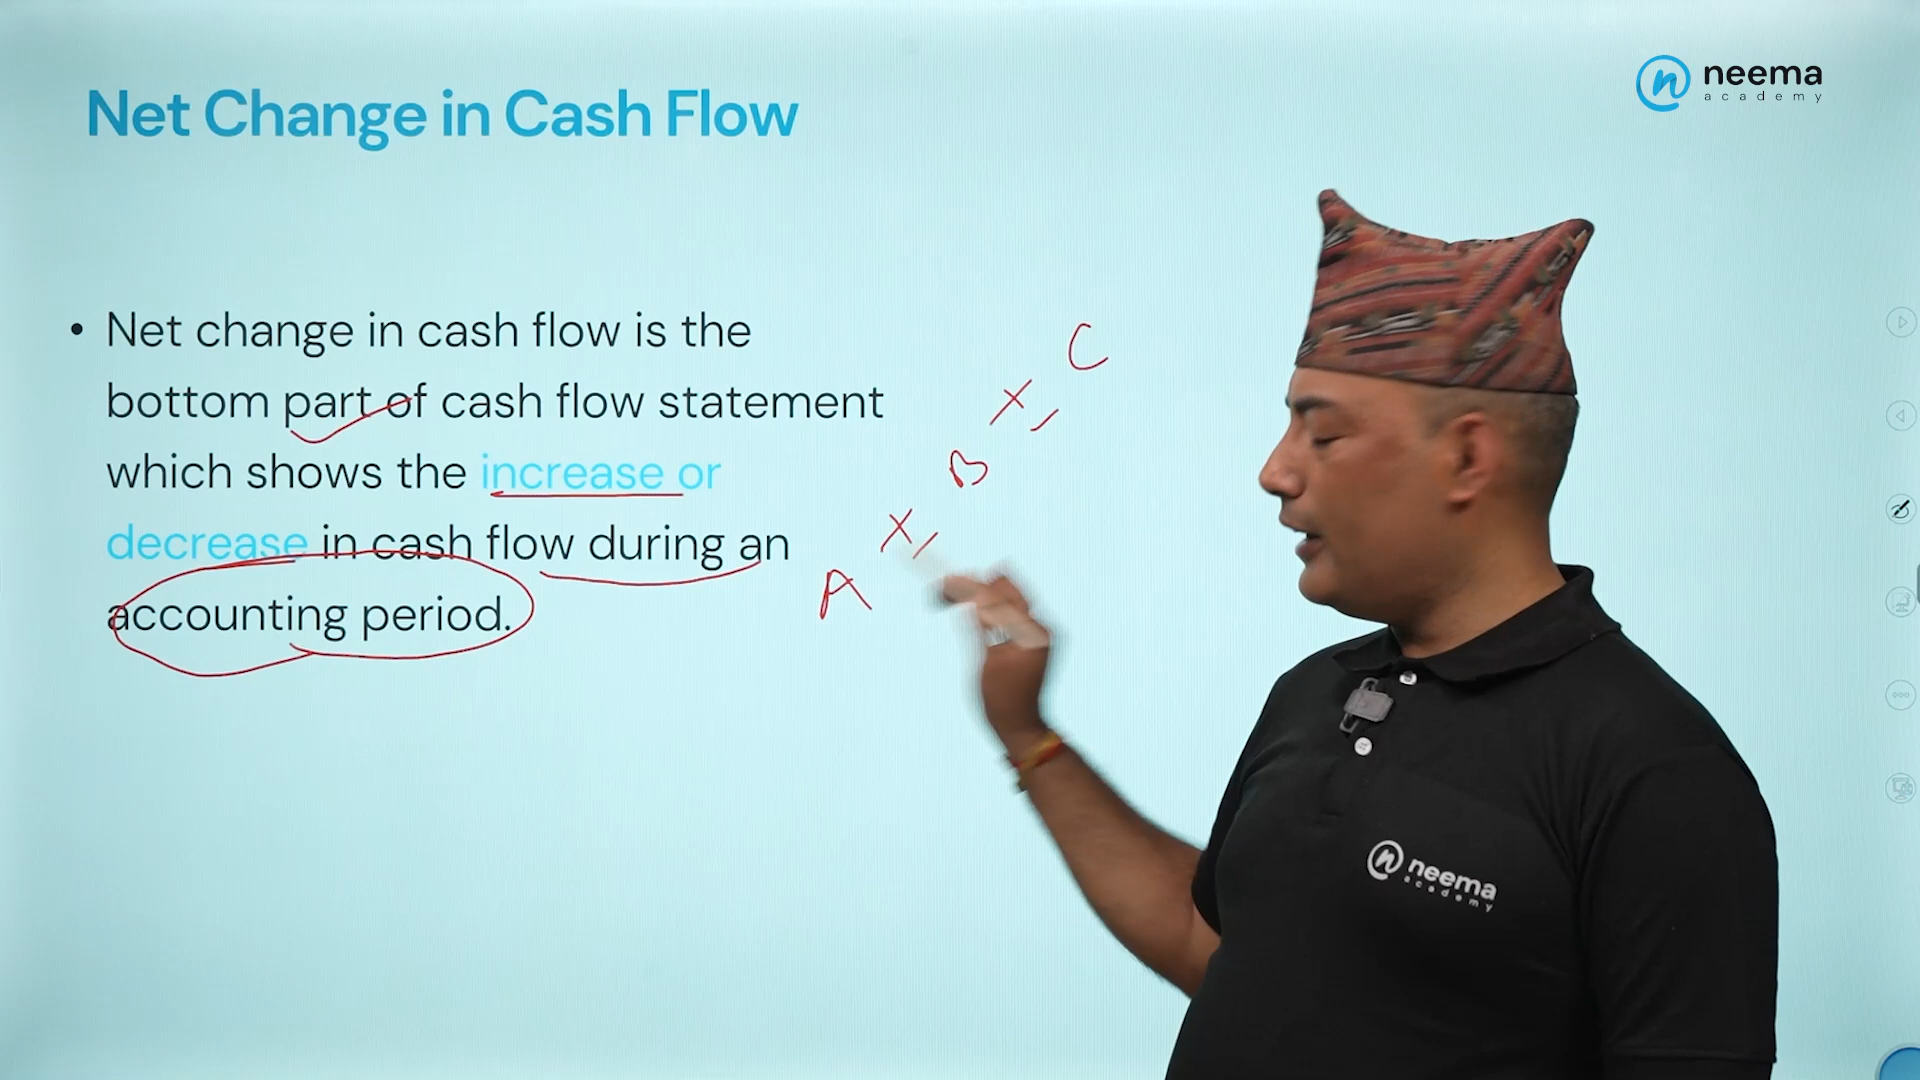 Net Change in Cash Flow
neema
academy
• Net change in cash flow is the
bottom part of cash flow statement
which shows the increase or
decrease in cash flow during an
accounting period.
C
X,
B
X,
A
neema
academy